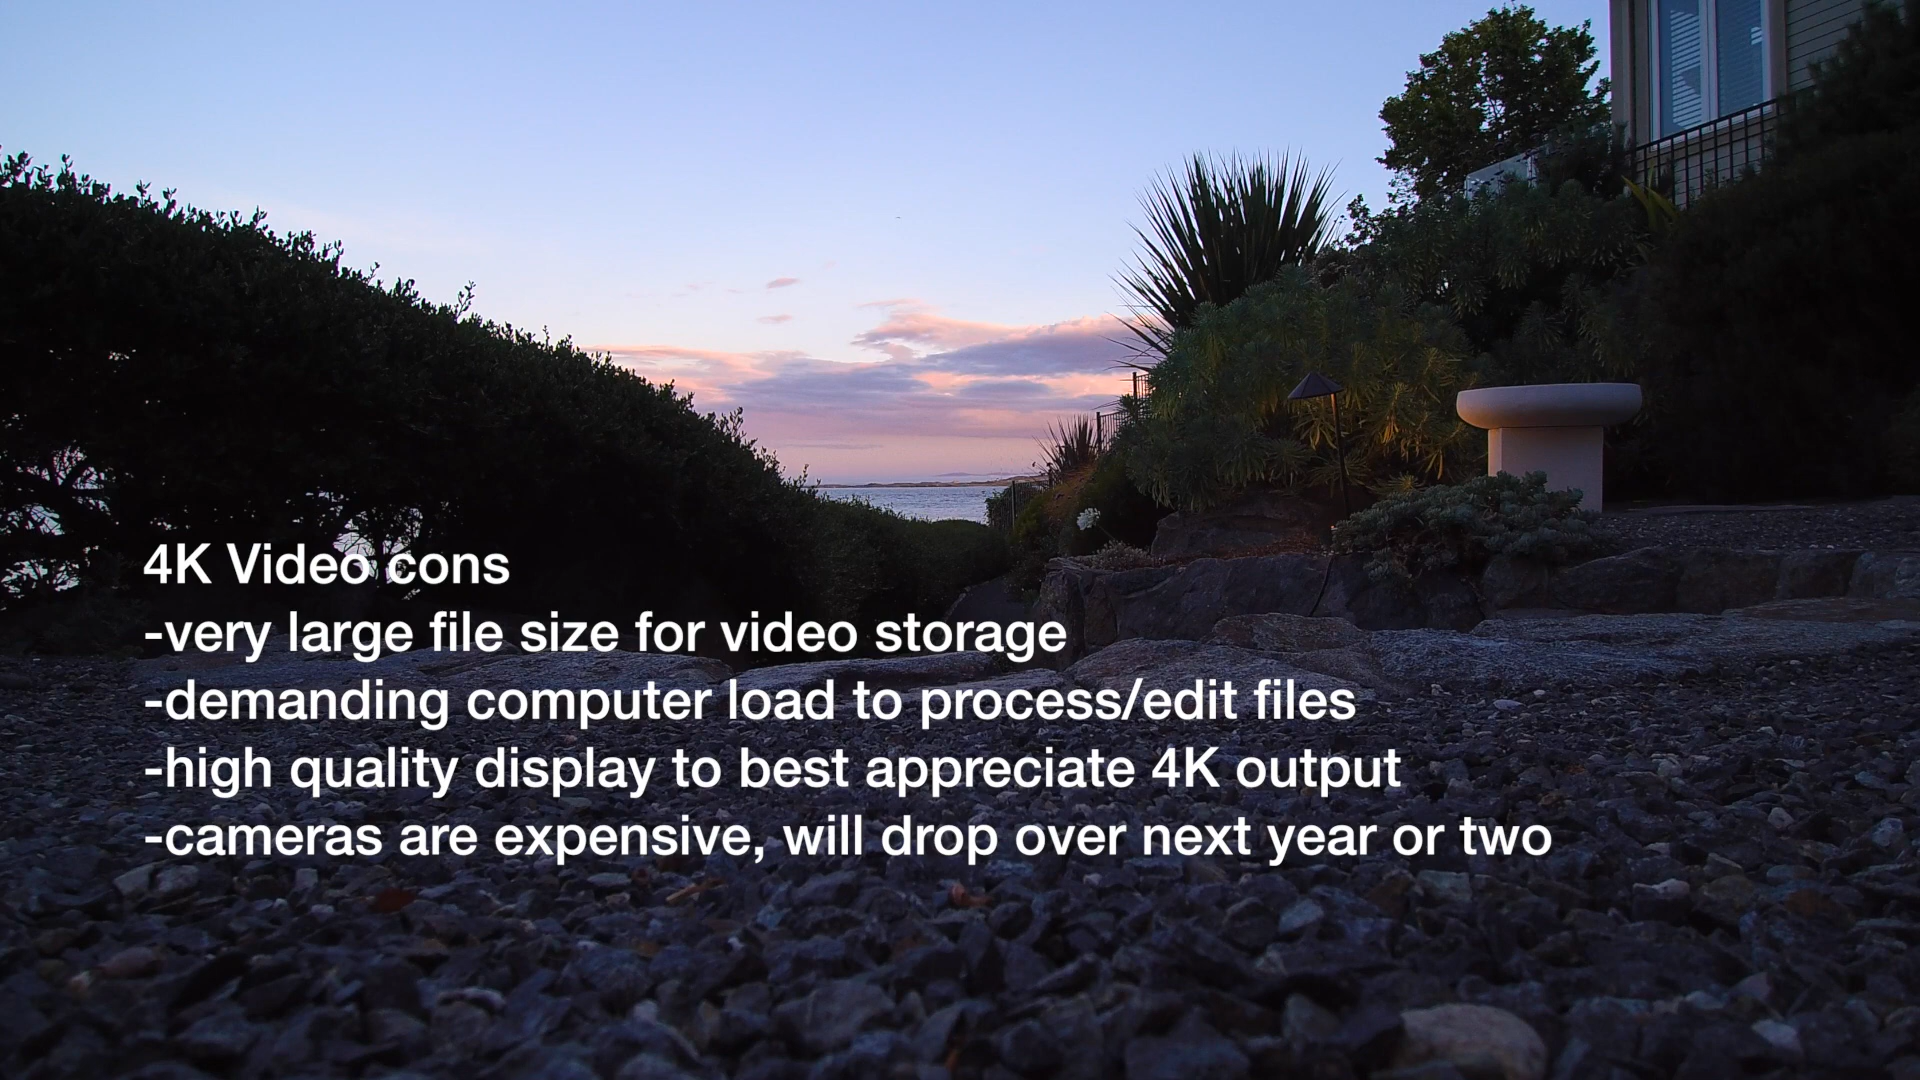 4K Video cons
-very large file size for video storage
-demanding computer load to process/edit files
-high quality display to best appreciate 4K output
-cameras are expensive, will drop over next year or two